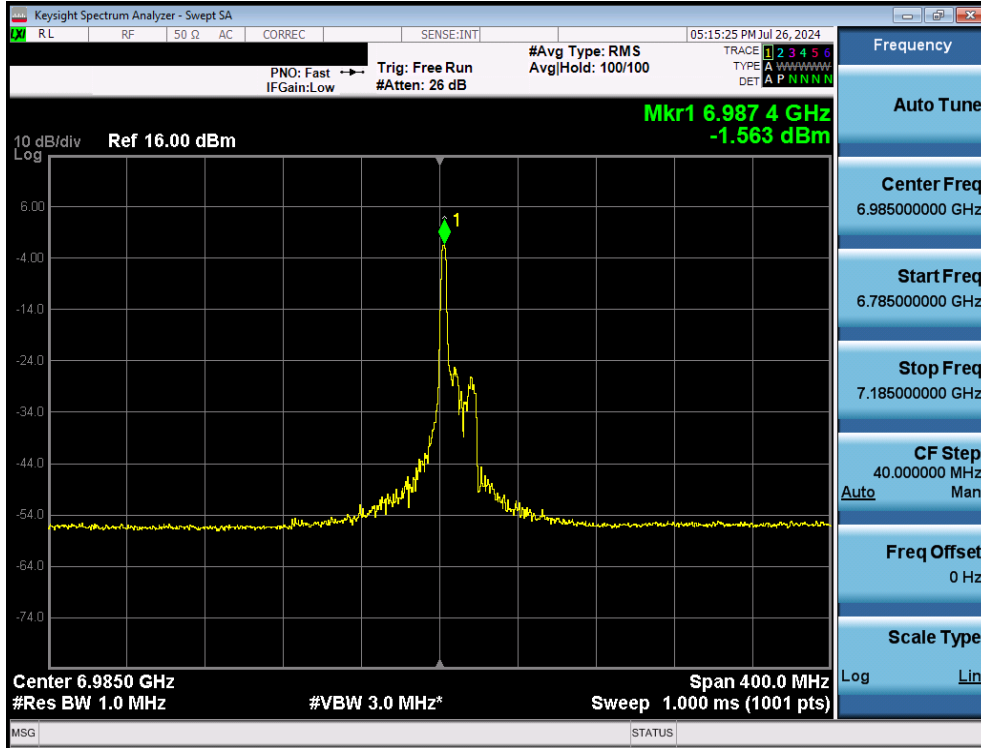 Keysight Spectrum Analyzer - Swept SA
LXI RL RF 50 Ω AC CORREC SENSE:INT 05:15:25 PM Jul 26, 2024
PNO: Fast
IFGain:Low
Trig: Free Run
#Atten: 26 dB
#Avg Type: RMS
Avg|Hold: 100/100
TRACE 1 2 3 4 5 6
TYPE A WWWWW
DET A P N N N N
Mkr1 6.987 4 GHz
-1.563 dBm
10 dB/div Ref 16.00 dBm
Log
1
6.00
-4.00
-14.0
-24.0
-34.0
-44.0
-54.0
-64.0
-74.0
Center 6.9850 GHz Span 400.0 MHz
#Res BW 1.0 MHz #VBW 3.0 MHz* Sweep 1.000 ms (1001 pts)
MSG STATUS
Frequency
Auto Tune
Center Freq
6.985000000 GHz
Start Freq
6.785000000 GHz
Stop Freq
7.185000000 GHz
CF Step
40.000000 MHz
Auto Man
Freq Offset
0 Hz
Scale Type
Log Lin